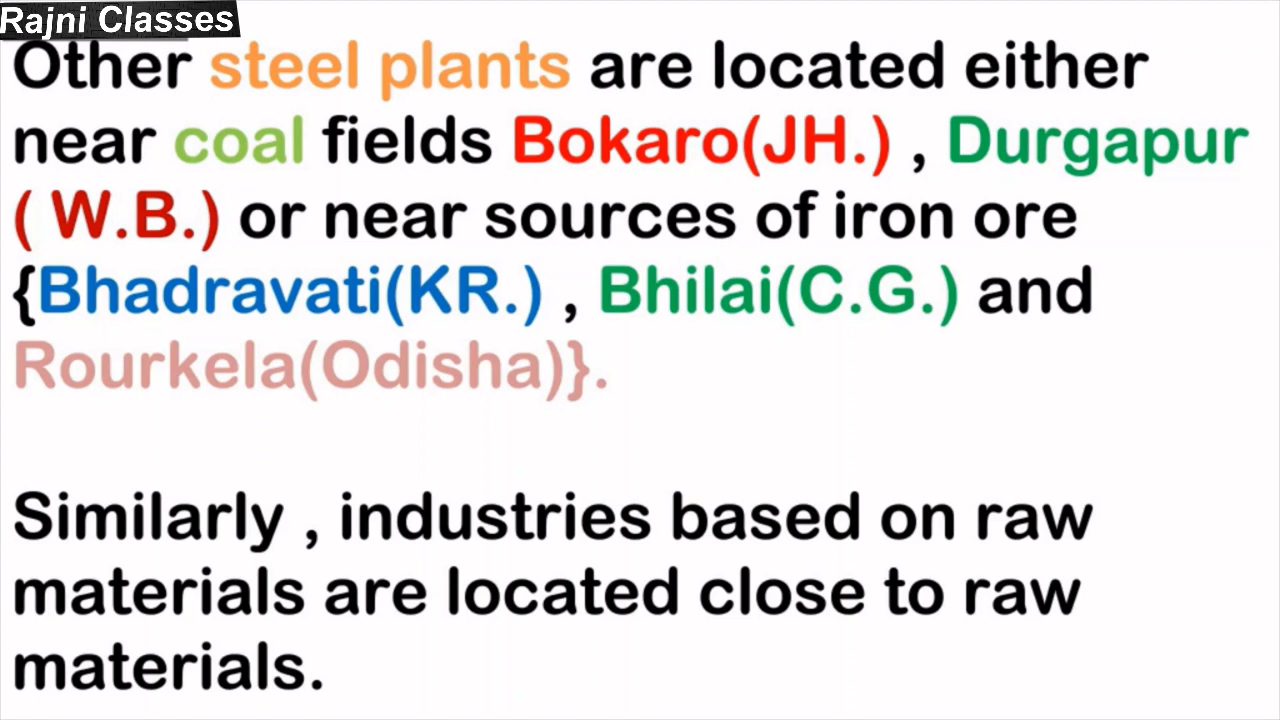 Rajni Classes
Other steel plants are located either
near coal fields Bokaro(JH.) , Durgapur
( W.B.) or near sources of iron ore
{Bhadravati(KR.) , Bhilai(C.G.) and
Rourkela(Odisha)}.
Similarly , industries based on raw
materials are located close to raw
materials.